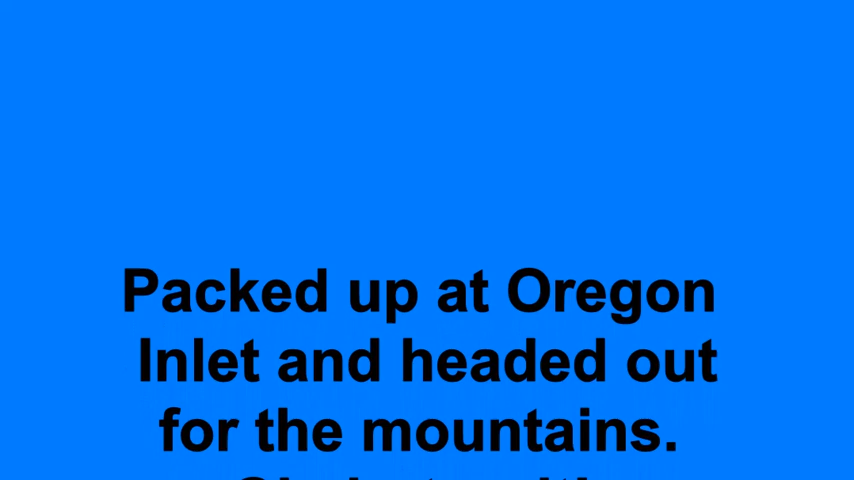 Packed up at Oregon
Inlet and headed out
for the mountains.